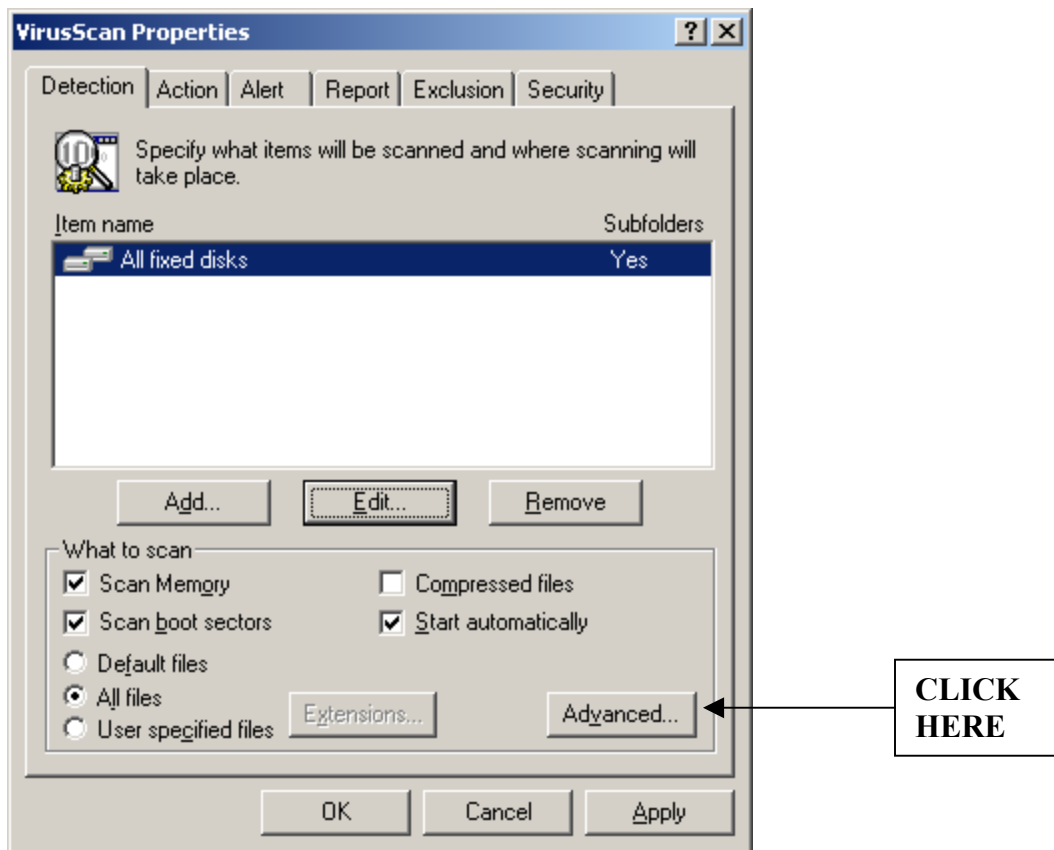 VirusScan Properties
Detection Action Alert Report Exclusion Security
Specify what items will be scanned and where scanning will
take place.
Item name Subfolders
All fixed disks Yes
Add... Edit... Remove
What to scan
Scan Memory Compressed files
Scan boot sectors Start automatically
Default files
All files
User specified files Extensions... Advanced...
CLICK
HERE
OK Cancel Apply